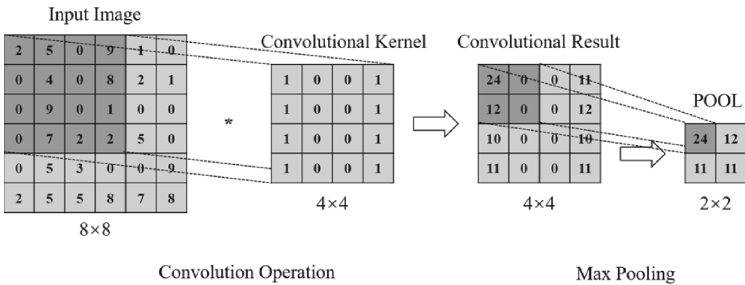 Input Image
2 5 0 9 1 0
0 4 0 8 2 1
0 9 0 1 0 0
0 7 2 2 5 0
0 5 3 0 0 9
2 5 5 8 7 8
8×8
*
Convolutional Kernel
1 0 0 1
1 0 0 1
1 0 0 1
1 0 0 1
4×4
Convolutional Result
24 0 0 11
12 0 0 12
10 0 0 10
11 0 0 11
4×4
POOL
24 12
11 11
2×2
Convolution Operation
Max Pooling